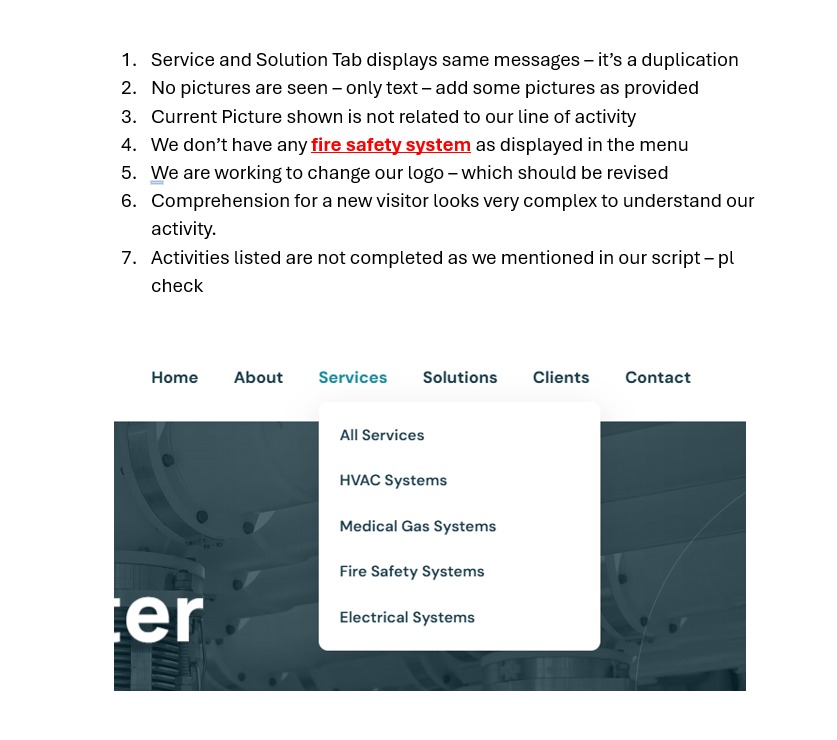 1. Service and Solution Tab displays same messages – it's a duplication
2. No pictures are seen – only text – add some pictures as provided
3. Current Picture shown is not related to our line of activity
4. We don't have any fire safety system as displayed in the menu
5. We are working to change our logo – which should be revised
6. Comprehension for a new visitor looks very complex to understand our
activity.
7. Activities listed are not completed as we mentioned in our script – pl
check
Home About Services Solutions Clients Contact
All Services
HVAC Systems
Medical Gas Systems
Fire Safety Systems
Electrical Systems
ter